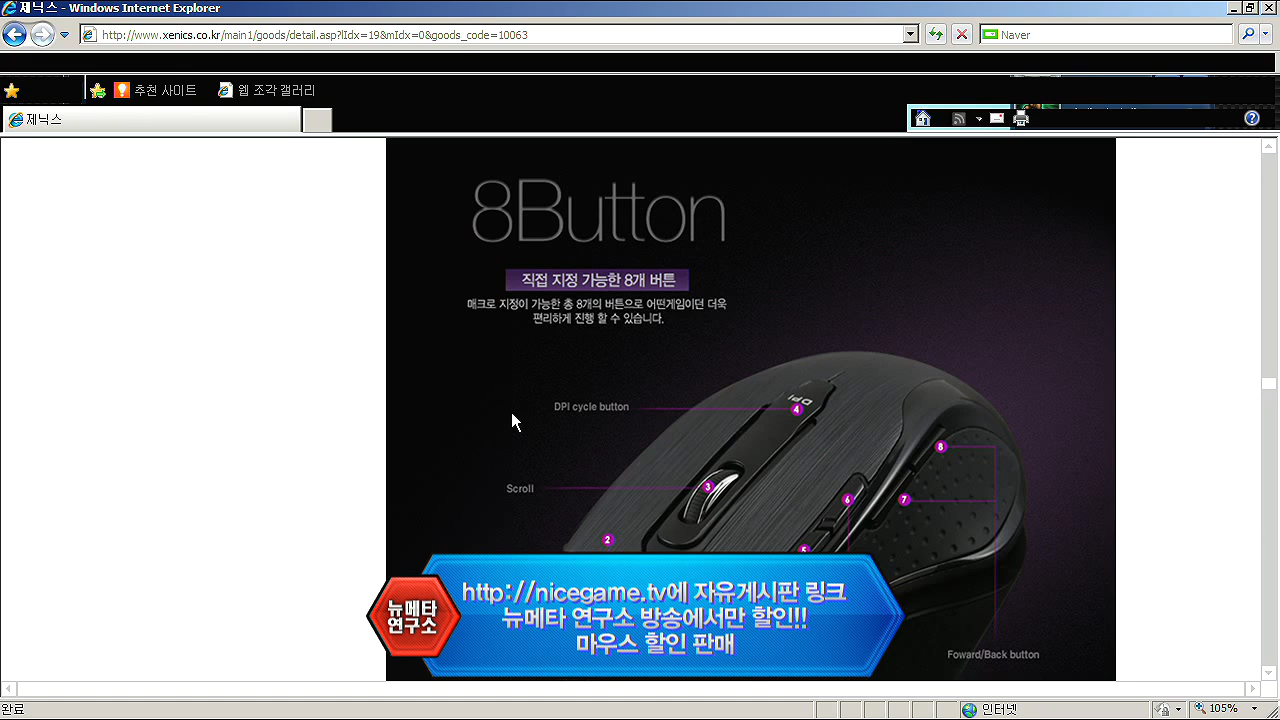 제닉스 - Windows Internet Explorer
http://www.xenics.co.kr/nein1/goods/detail.asp?lIdx=19&mIdx=0&goods_code=10063
Naver
추천 사이트
웹 조각 갤러리
제닉스
8Button
직접 지정 가능한 8개 버튼
매크로 지정이 가능한 총 8개의 버튼으로 어떤게임이던 더욱
편리하게 진행 할 수 있습니다.
DPI
DPI cycle button
4
8
Scroll
3
6
7
2
5
http://nicegame.tv에 자유게시판 링크
뉴메타 연구소 방송에서만 할인!!
마우스 할인 판매
뉴메타
연구소
Foward/Back button
완료
인터넷
105%